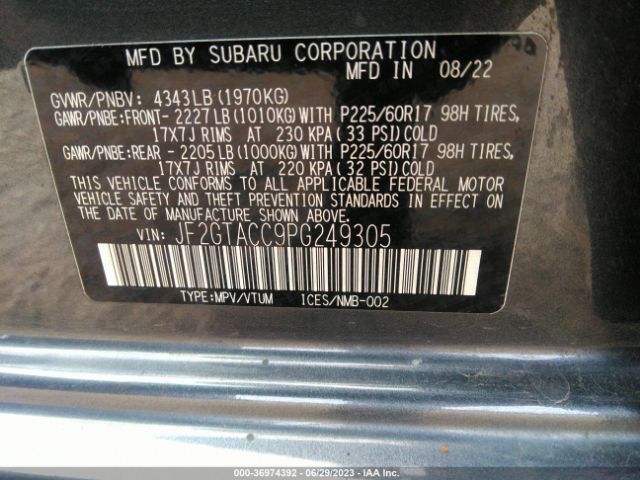 MFD BY SUBARU CORPORATION
MFD IN 08/22
GVWR/PNBV: 4343LB (1970KG)
GAWR/PNBE:FRONT- 2227 LB (1010KG) WITH P225/60R17 98H TIRES,
17X7J RIMS AT 230 KPA (33 PSI) COLD
GAWR/PNBE:REAR - 2205 LB (1000KG) WITH P225/60R17 98H TIRES,
17X7J RIMS AT 220 KPA (32 PSI) COLD
THIS VEHICLE CONFORMS TO ALL APPLICABLE FEDERAL MOTOR
VEHICLE SAFETY AND THEFT PREVENTION STANDARDS IN EFFECT
ON THE DATE OF MANUFACTURE SHOWN ABOVE.
VIN: JF2GTACC9PG249305
TYPE:MPV/VTUM ICES/NMB-002
000-36974392 - 06/29/2023 - IAA Inc.